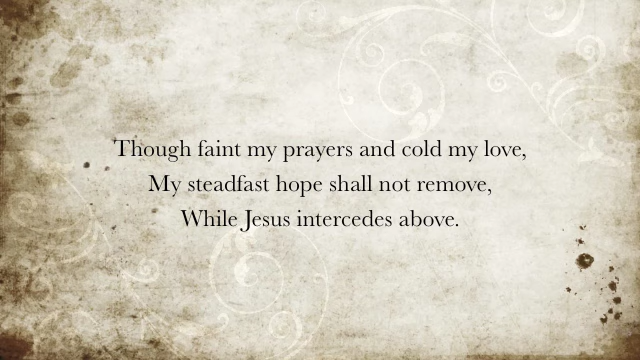 Though faint my prayers and cold my love,
My steadfast hope shall not remove,
While Jesus intercedes above.